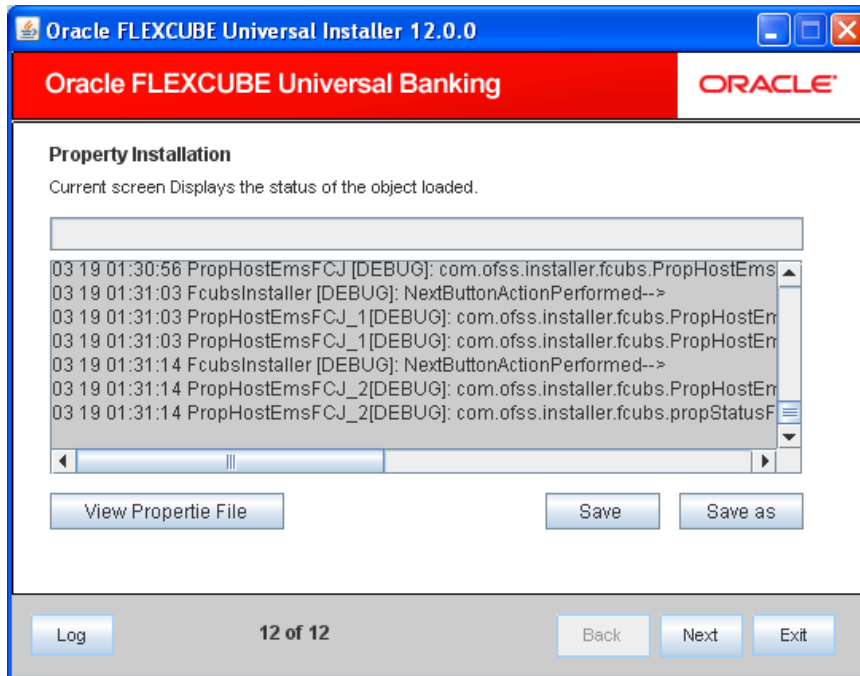 Oracle FLEXCUBE Universal Installer 12.0.0
Oracle FLEXCUBE Universal Banking
ORACLE
Property Installation
Current screen Displays the status of the object loaded.
03 19 01:30:56 PropHostEmsFCJ [DEBUG]: com.ofss.installer.fcubs.PropHostEms
03 19 01:31:03 FcubsInstaller [DEBUG]: NextButtonActionPerformed-->
03 19 01:31:03 PropHostEmsFCJ_1[DEBUG]: com.ofss.installer.fcubs.PropHostEm
03 19 01:31:03 PropHostEmsFCJ_1[DEBUG]: com.ofss.installer.fcubs.PropHostEm
03 19 01:31:14 FcubsInstaller [DEBUG]: NextButtonActionPerformed-->
03 19 01:31:14 PropHostEmsFCJ_2[DEBUG]: com.ofss.installer.fcubs.PropHostEm
03 19 01:31:14 PropHostEmsFCJ_2[DEBUG]: com.ofss.installer.fcubs.propStatusF
View Propertie File
Save
Save as
Log
12 of 12
Back
Next
Exit